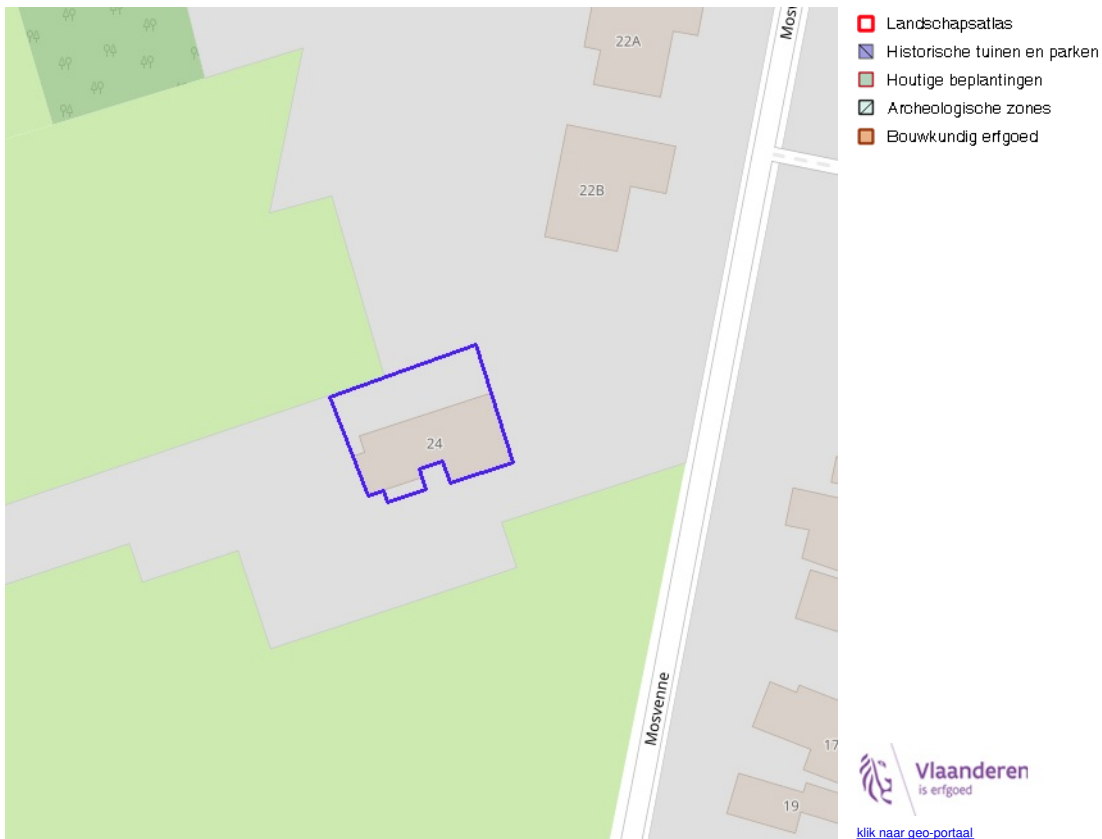 22A
22B
24
Mosvenne
17
19
Landschapsatlas
Historische tuinen en parken
Houtige beplantingen
Archeologische zones
Bouwkundig erfgoed
Vlaanderen
is erfgoed
klik naar geo-portaal